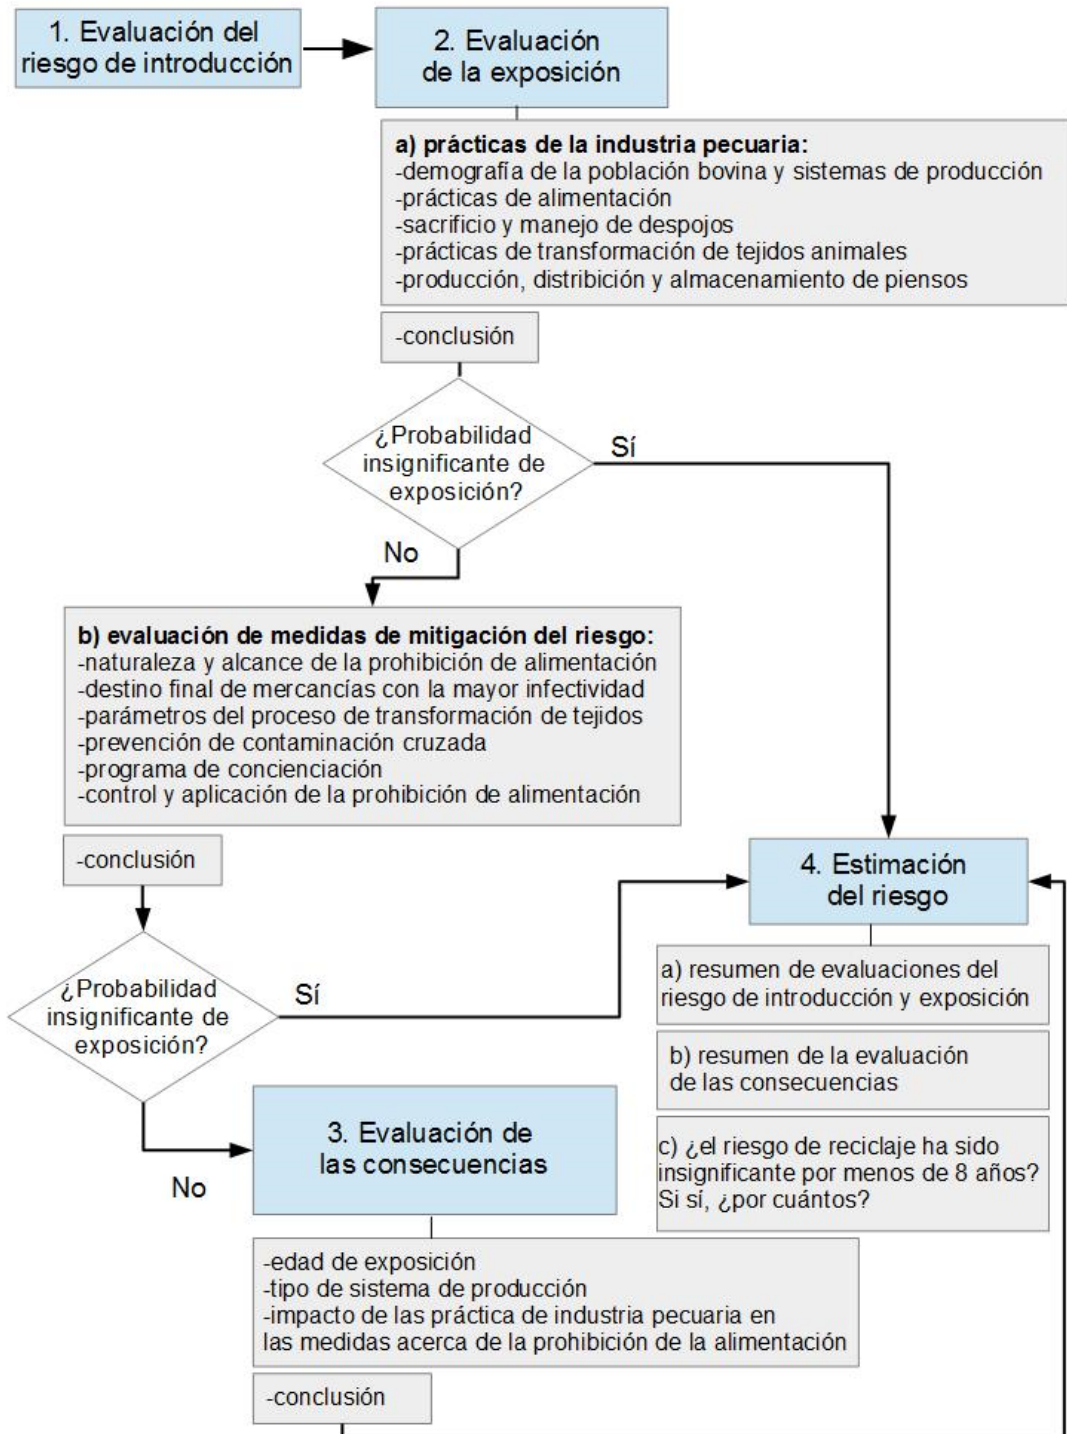 1. Evaluación del
riesgo de introducción
2. Evaluación
de la exposición
a) prácticas de la industria pecuaria:
-demografía de la población bovina y sistemas de producción
-prácticas de alimentación
-sacrificio y manejo de despojos
-prácticas de transformación de tejidos animales
-producción, distribición y almacenamiento de piensos
-conclusión
¿Probabilidad
insignificante de
exposición?
Sí
No
b) evaluación de medidas de mitigación del riesgo:
-naturaleza y alcance de la prohibición de alimentación
-destino final de mercancías con la mayor infectividad
-parámetros del proceso de transformación de tejidos
-prevención de contaminación cruzada
-programa de concienciación
-control y aplicación de la prohibición de alimentación
-conclusión
¿Probabilidad
insignificante de
exposición?
Sí
No
3. Evaluación de
las consecuencias
-edad de exposición
-tipo de sistema de producción
-impacto de las práctica de industria pecuaria en
las medidas acerca de la prohibición de la alimentación
-conclusión
4. Estimación
del riesgo
a) resumen de evaluaciones del
riesgo de introducción y exposición
b) resumen de la evaluación
de las consecuencias
c) ¿el riesgo de reciclaje ha sido
insignificante por menos de 8 años?
Si sí, ¿por cuántos?